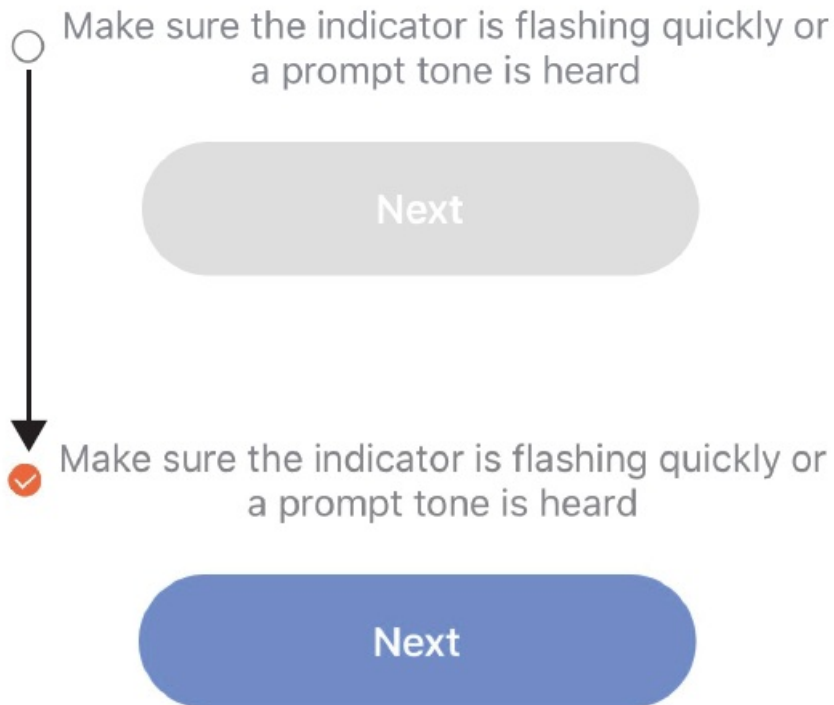 Make sure the indicator is flashing quickly or
a prompt tone is heard
Next
Make sure the indicator is flashing quickly or
a prompt tone is heard
Next